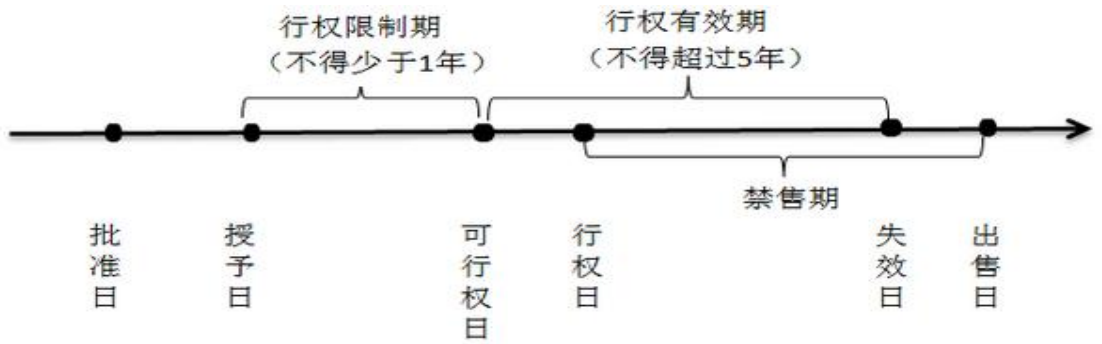 行权限制期
（不得少于1年）
行权有效期
（不得超过5年）
禁售期
批准日
授予日
可行权日
行权日
失效日
出售日